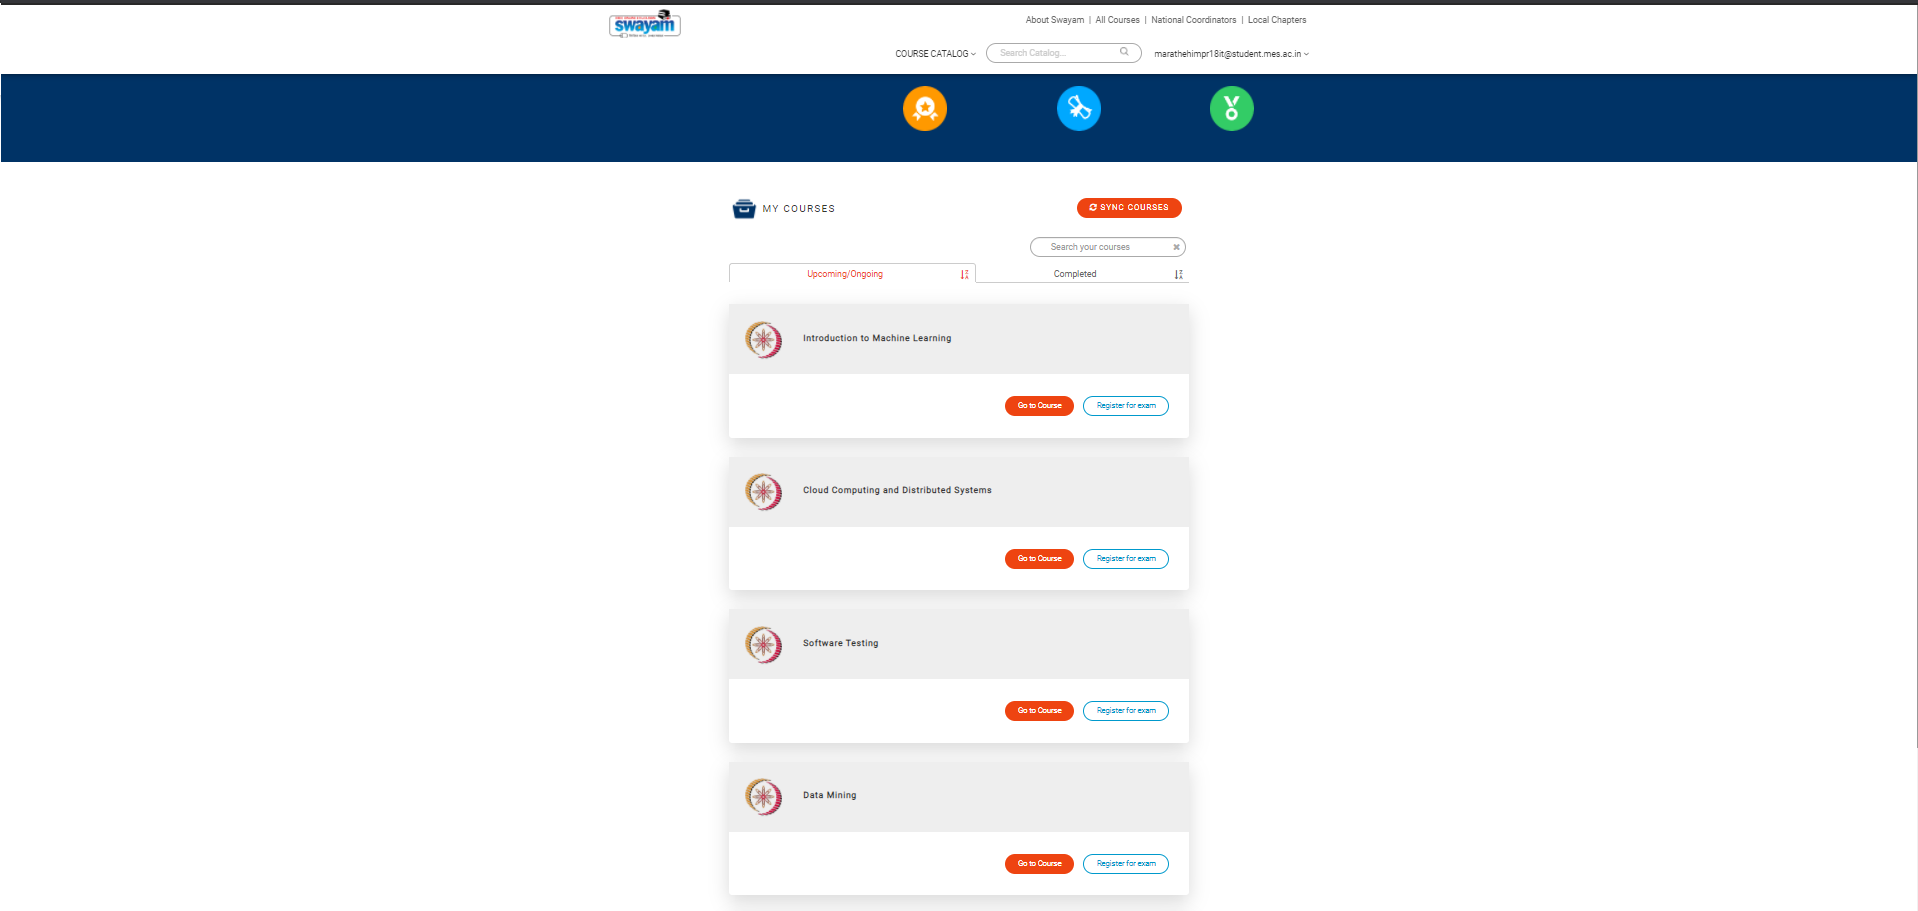 swayam
About Swayam | All Courses | National Coordinators | Local Chapters
COURSE CATALOG
Search Catalog...
marathehimpr18it@student.mes.ac.in
MY COURSES
SYNC COURSES
Search your courses
Upcoming/Ongoing
Completed
Introduction to Machine Learning
Go to Course
Register for exam
Cloud Computing and Distributed Systems
Go to Course
Register for exam
Software Testing
Go to Course
Register for exam
Data Mining
Go to Course
Register for exam